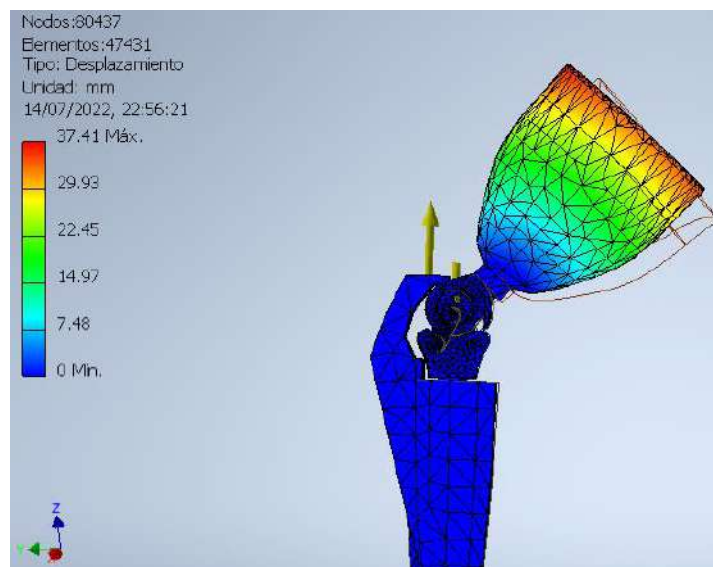 Nodos:80437
Elementos:47431
Tipo: Desplazamiento
Unidad: mm
14/07/2022, 22:56:21
37.41 Máx.
29.93
22.45
14.97
7.48
0 Mín.
Z
Y